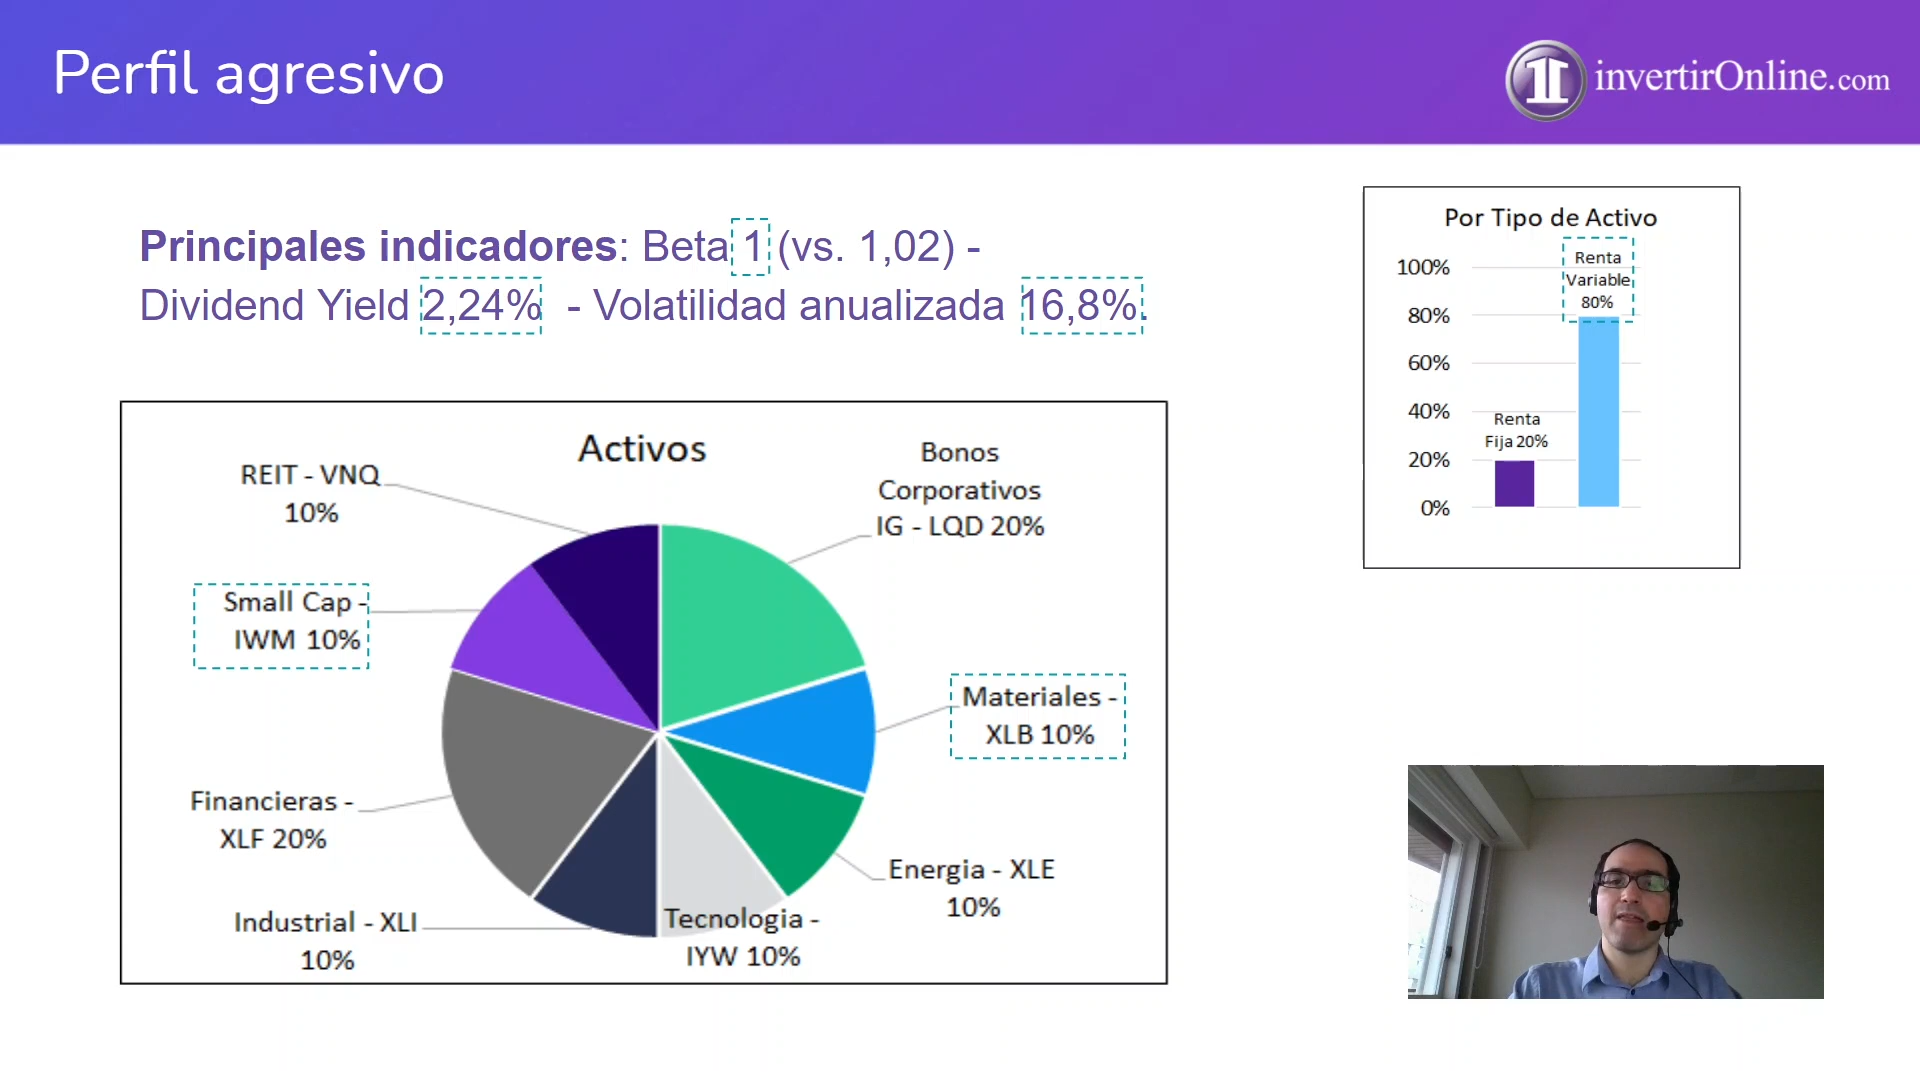 Perfil agresivo
invertirOnline.com
Principales indicadores: Beta 1 (vs. 1,02) -
Dividend Yield 2,24% - Volatilidad anualizada 16,8%.
Por Tipo de Activo
100%
80%
60%
40%
20%
0%
Renta
Variable
80%
Renta
Fija 20%
Activos
REIT - VNQ
10%
Bonos
Corporativos
IG - LQD 20%
Small Cap -
IWM 10%
Materiales -
XLB 10%
Financieras -
XLF 20%
Energia - XLE
10%
Industrial - XLI
10%
Tecnologia -
IYW 10%